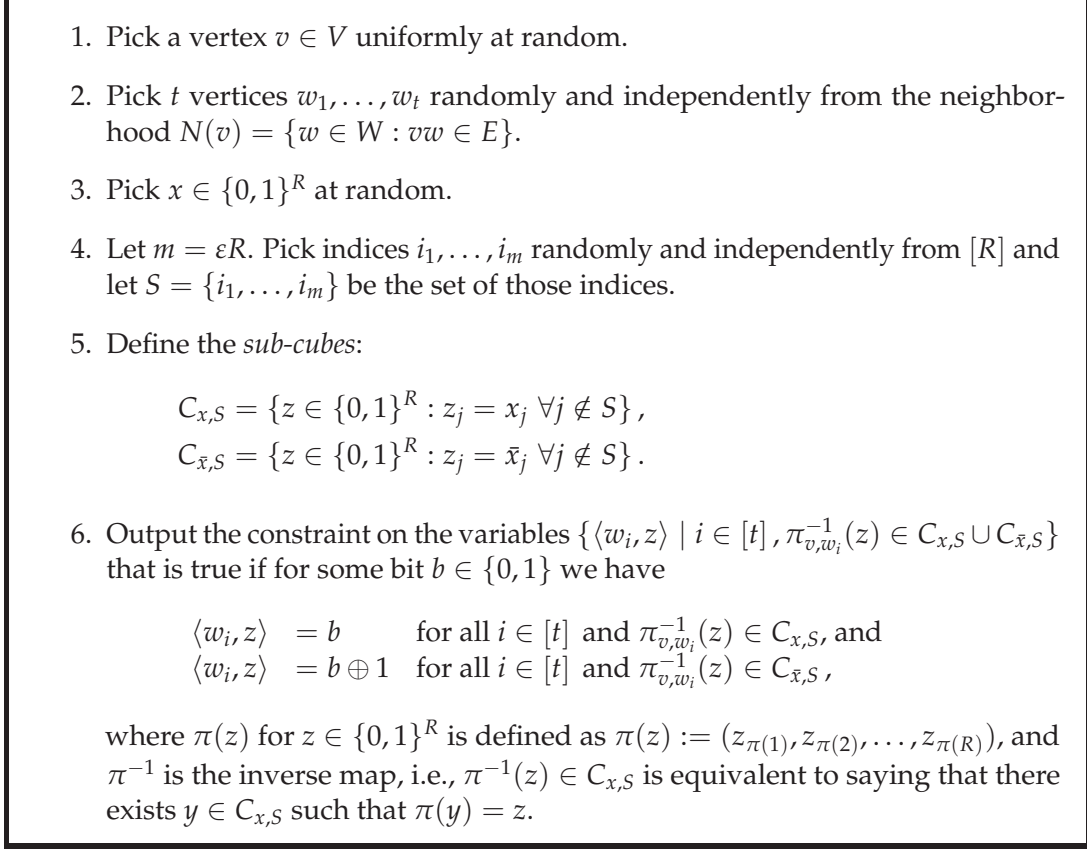 1. Pick a vertex v ∈ V uniformly at random.
2. Pick t vertices w₁, . . . , wₜ randomly and independently from the neighbor-
hood N(v) = {w ∈ W : vw ∈ E}.
3. Pick x ∈ {0, 1}^R at random.
4. Let m = εR. Pick indices i₁, . . . , iₘ randomly and independently from [R] and
let S = {i₁, . . . , iₘ} be the set of those indices.
5. Define the sub-cubes:
C_{x,S} = {z ∈ {0, 1}^R : z_j = x_j ∀j ∉ S} ,
C_{x̄,S} = {z ∈ {0, 1}^R : z_j = x̄_j ∀j ∉ S} .
6. Output the constraint on the variables {⟨w_i, z⟩ | i ∈ [t] , π^{-1}_{v,w_i}(z) ∈ C_{x,S} ∪ C_{x̄,S}}
that is true if for some bit b ∈ {0, 1} we have
⟨w_i, z⟩ = b for all i ∈ [t] and π^{-1}_{v,w_i}(z) ∈ C_{x,S}, and
⟨w_i, z⟩ = b ⊕ 1 for all i ∈ [t] and π^{-1}_{v,w_i}(z) ∈ C_{x̄,S} ,
where π(z) for z ∈ {0, 1}^R is defined as π(z) := (z_{π(1)}, z_{π(2)}, . . . , z_{π(R)}), and
π^{-1} is the inverse map, i.e., π^{-1}(z) ∈ C_{x,S} is equivalent to saying that there
exists y ∈ C_{x,S} such that π(y) = z.